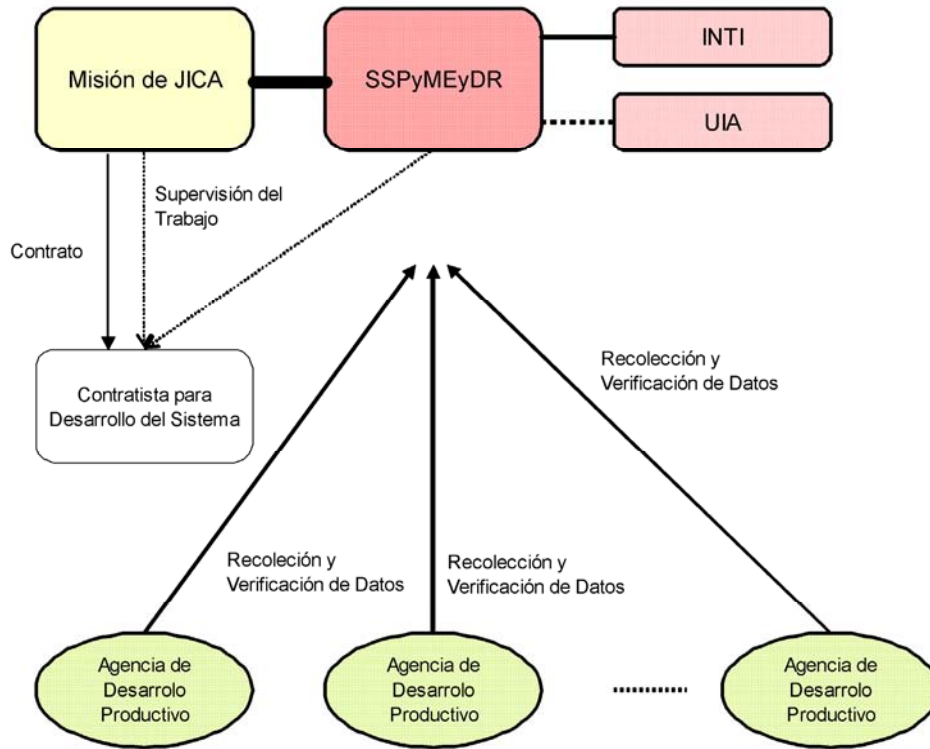 Misión de JICA
SSPyMEyDR
INTI
UIA
Supervisión del
Trabajo
Contrato
Contratista para
Desarrollo del Sistema
Recolección y
Verificación de Datos
Recoleción y
Verificación de Datos
Recolección y
Verificación de Datos
Agencia de
Desarrolo
Productivo
Agencia de
Desarrolo
Productivo
Agencia de
Desarrolo
Productivo